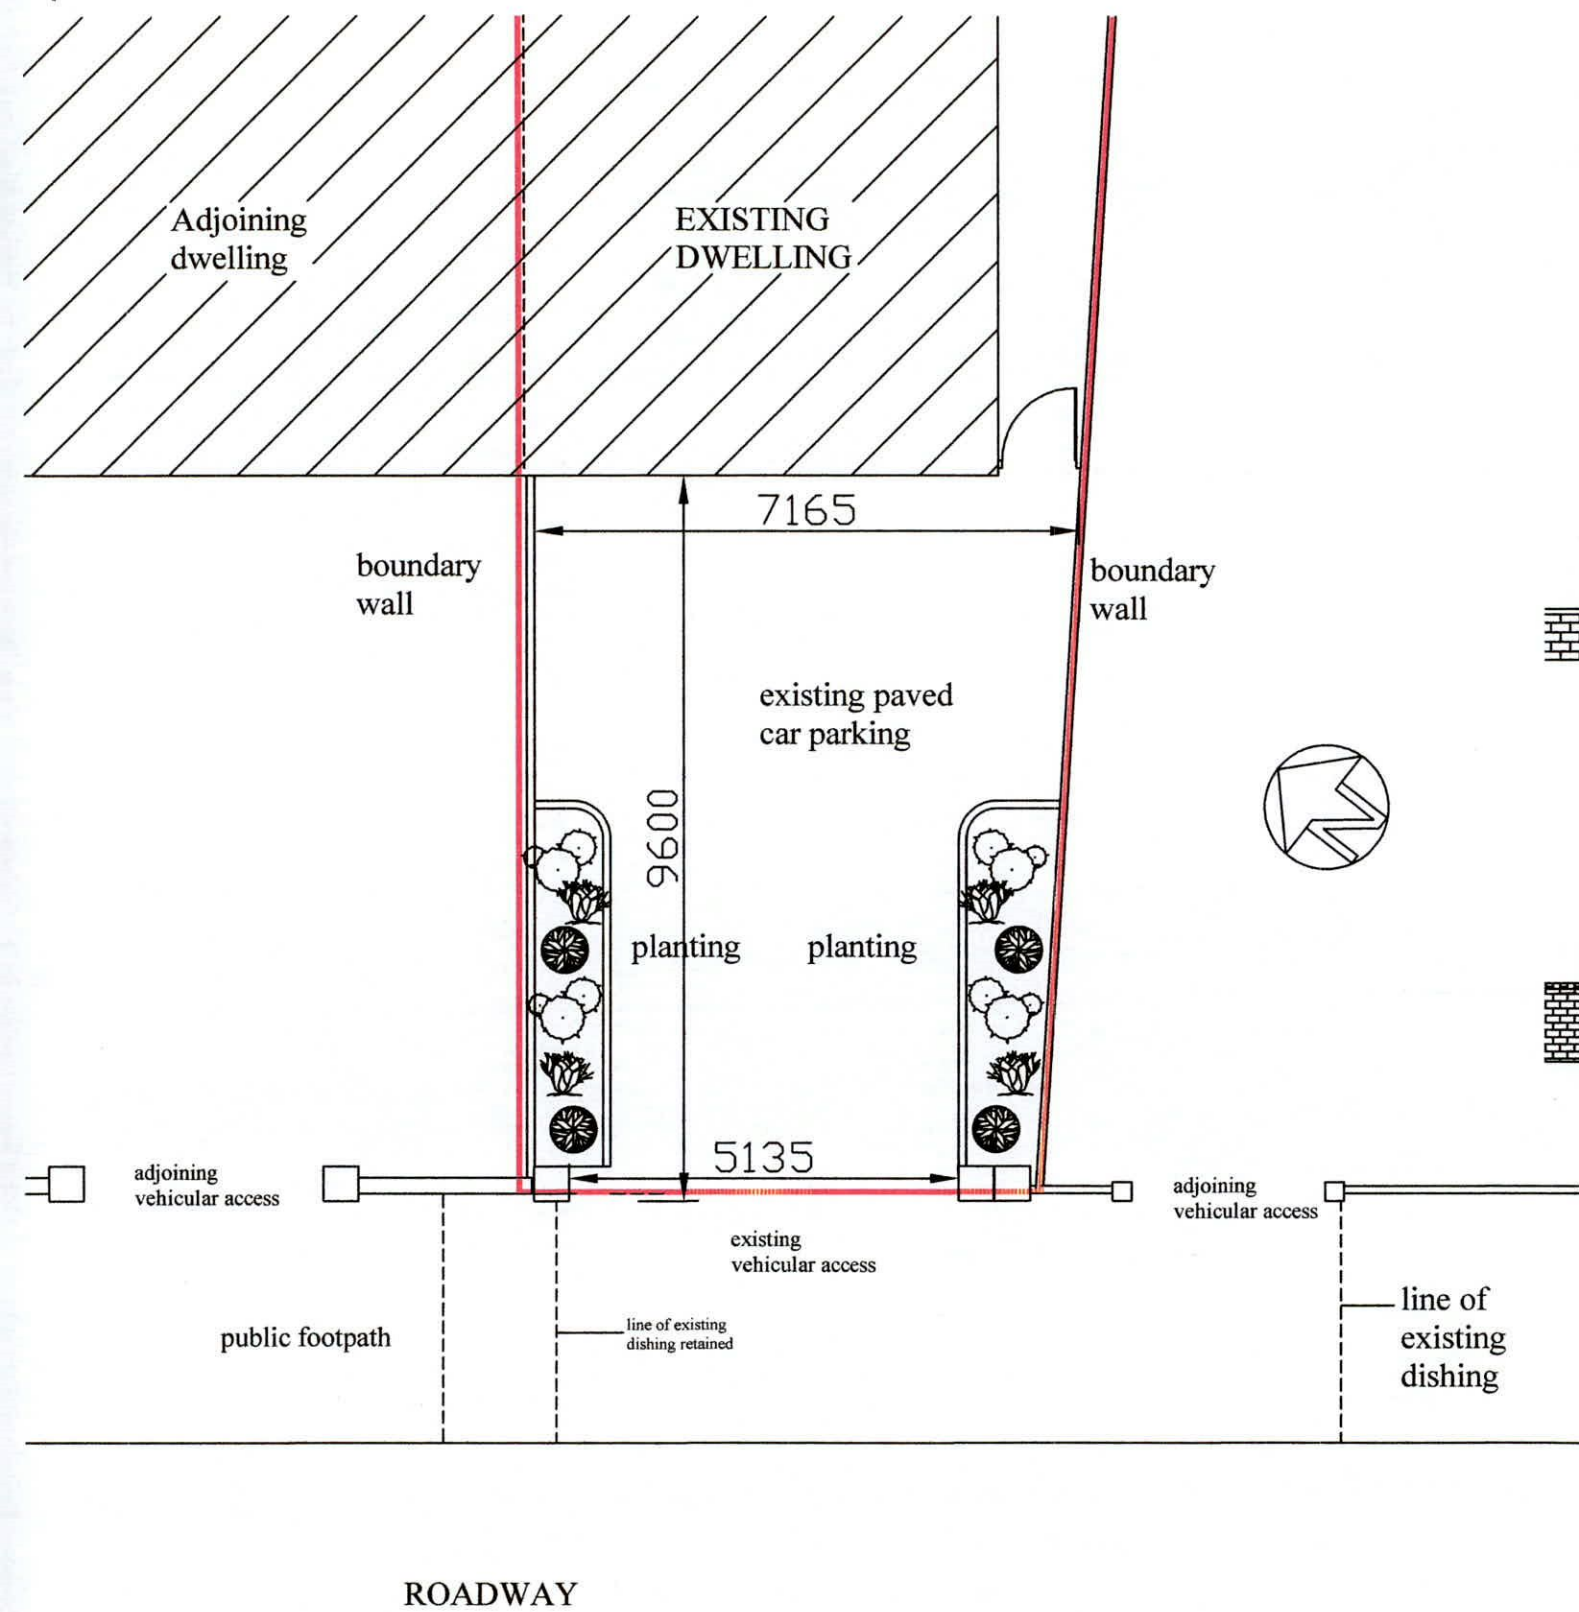 Adjoining
dwelling
EXISTING
DWELLING
7165
boundary
wall
boundary
wall
existing paved
car parking
9600
planting
planting
5135
adjoining
vehicular access
adjoining
vehicular access
existing
vehicular access
public footpath
line of existing
dishing retained
line of
existing
dishing
ROADWAY
N